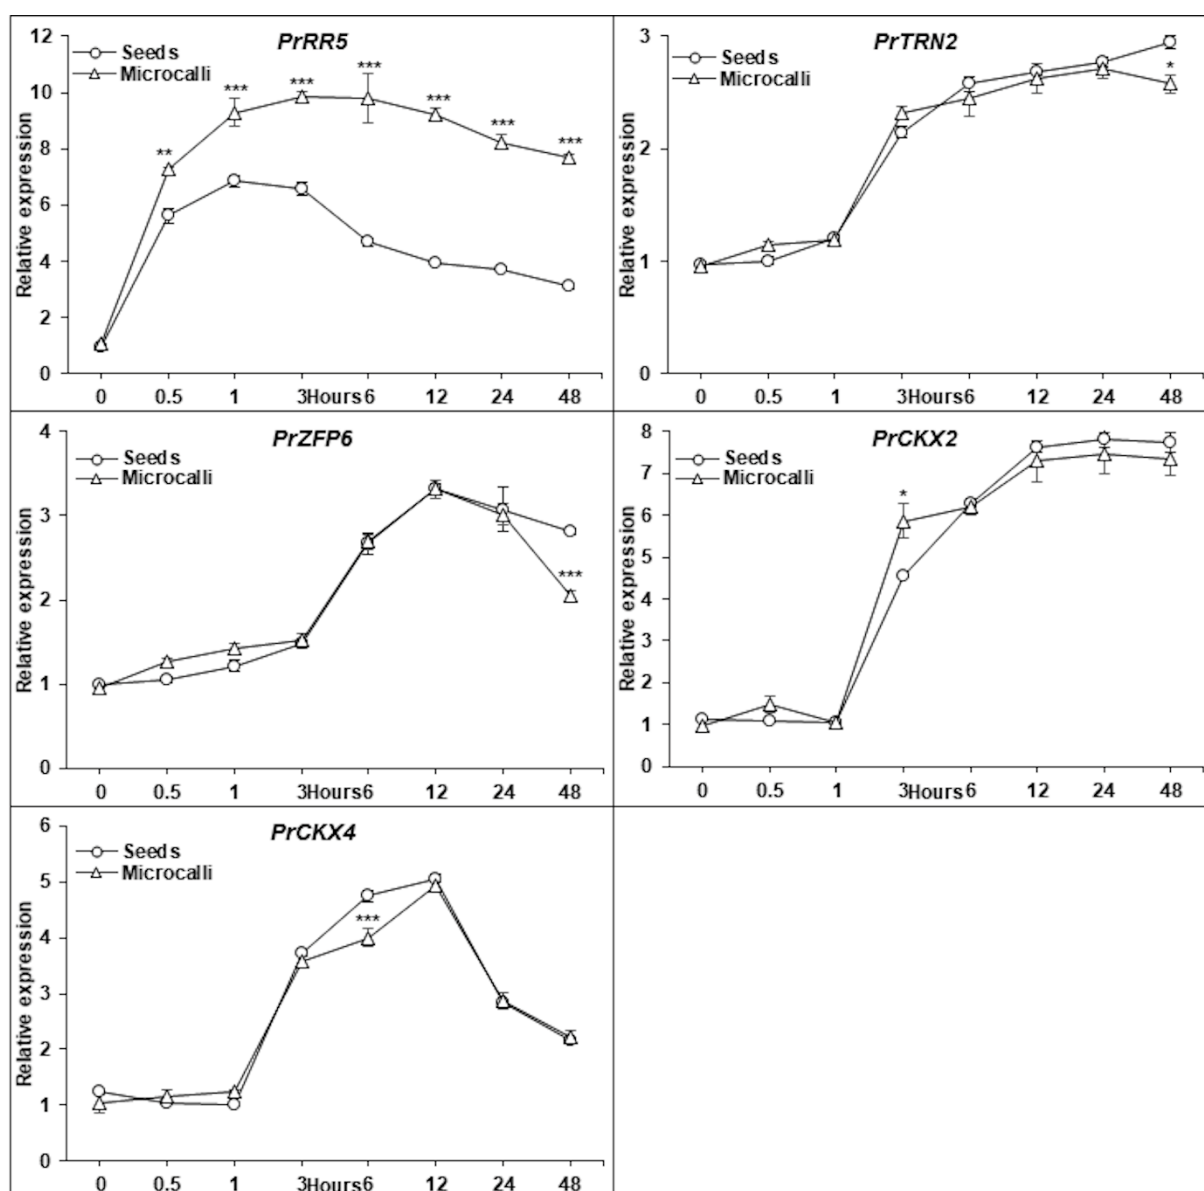 PrRR5
Seeds
Microcalli
Relative expression
12
10
8
6
4
2
0
**
***
***
***
***
***
***
0 0.5 1 3Hours6 12 24 48
PrTRN2
Seeds
Microcalli
Relative expression
3
2
1
0
*
0 0.5 1 3Hours6 12 24 48
PrZFP6
Seeds
Microcalli
Relative expression
4
3
2
1
0
***
0 0.5 1 3Hours6 12 24 48
PrCKX2
Seeds
Microcalli
Relative expression
8
7
6
5
4
3
2
1
0
*
0 0.5 1 3Hours6 12 24 48
PrCKX4
Seeds
Microcalli
Relative expression
6
5
4
3
2
1
0
***
0 0.5 1 3Hours6 12 24 48